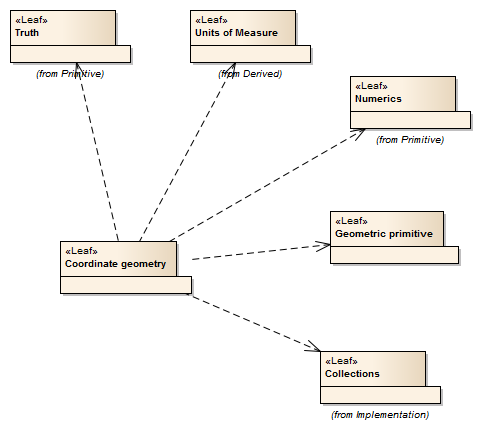 «Leaf»
Truth
(from Primitive)
«Leaf»
Units of Measure
(from Derived)
«Leaf»
Numerics
(from Primitive)
«Leaf»
Geometric primitive
«Leaf»
Coordinate geometry
«Leaf»
Collections
(from Implementation)